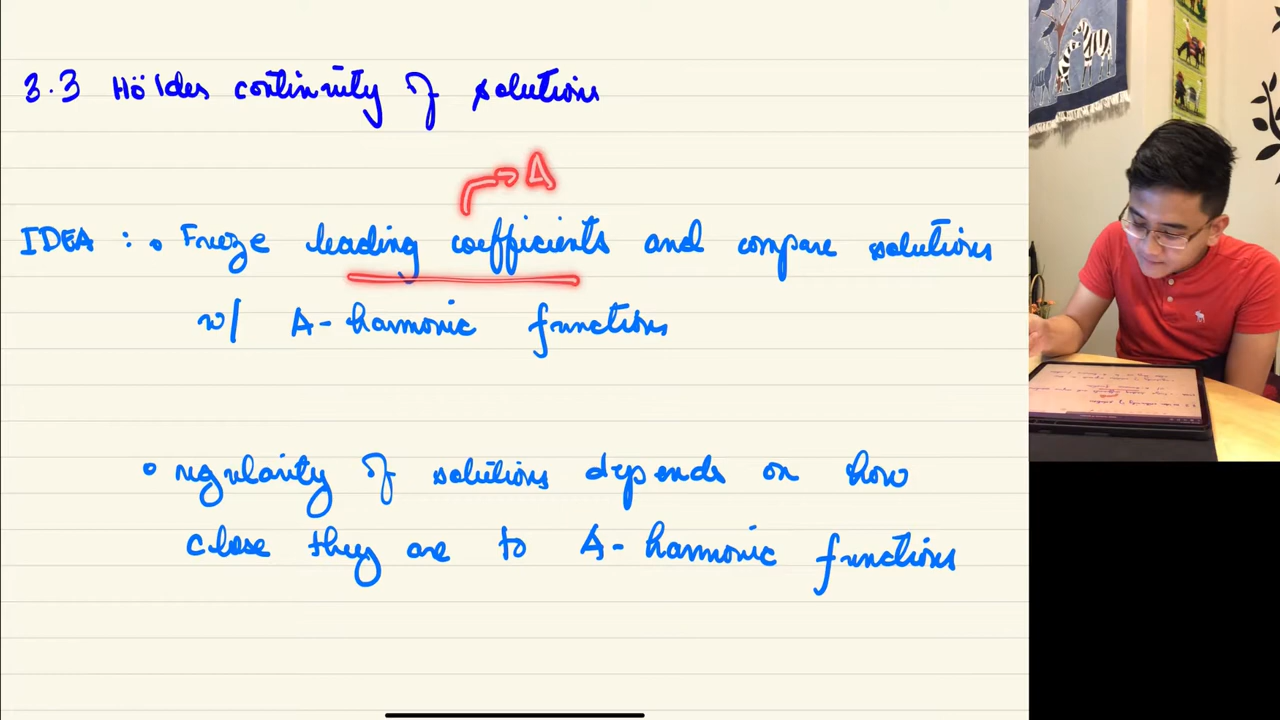 3.3 Hölder continuity of solutions
A
IDEA : • Freeze leading coefficients and compare solutions
w/ A-harmonic functions
• regularity of solutions depends on how
close they are to A-harmonic functions